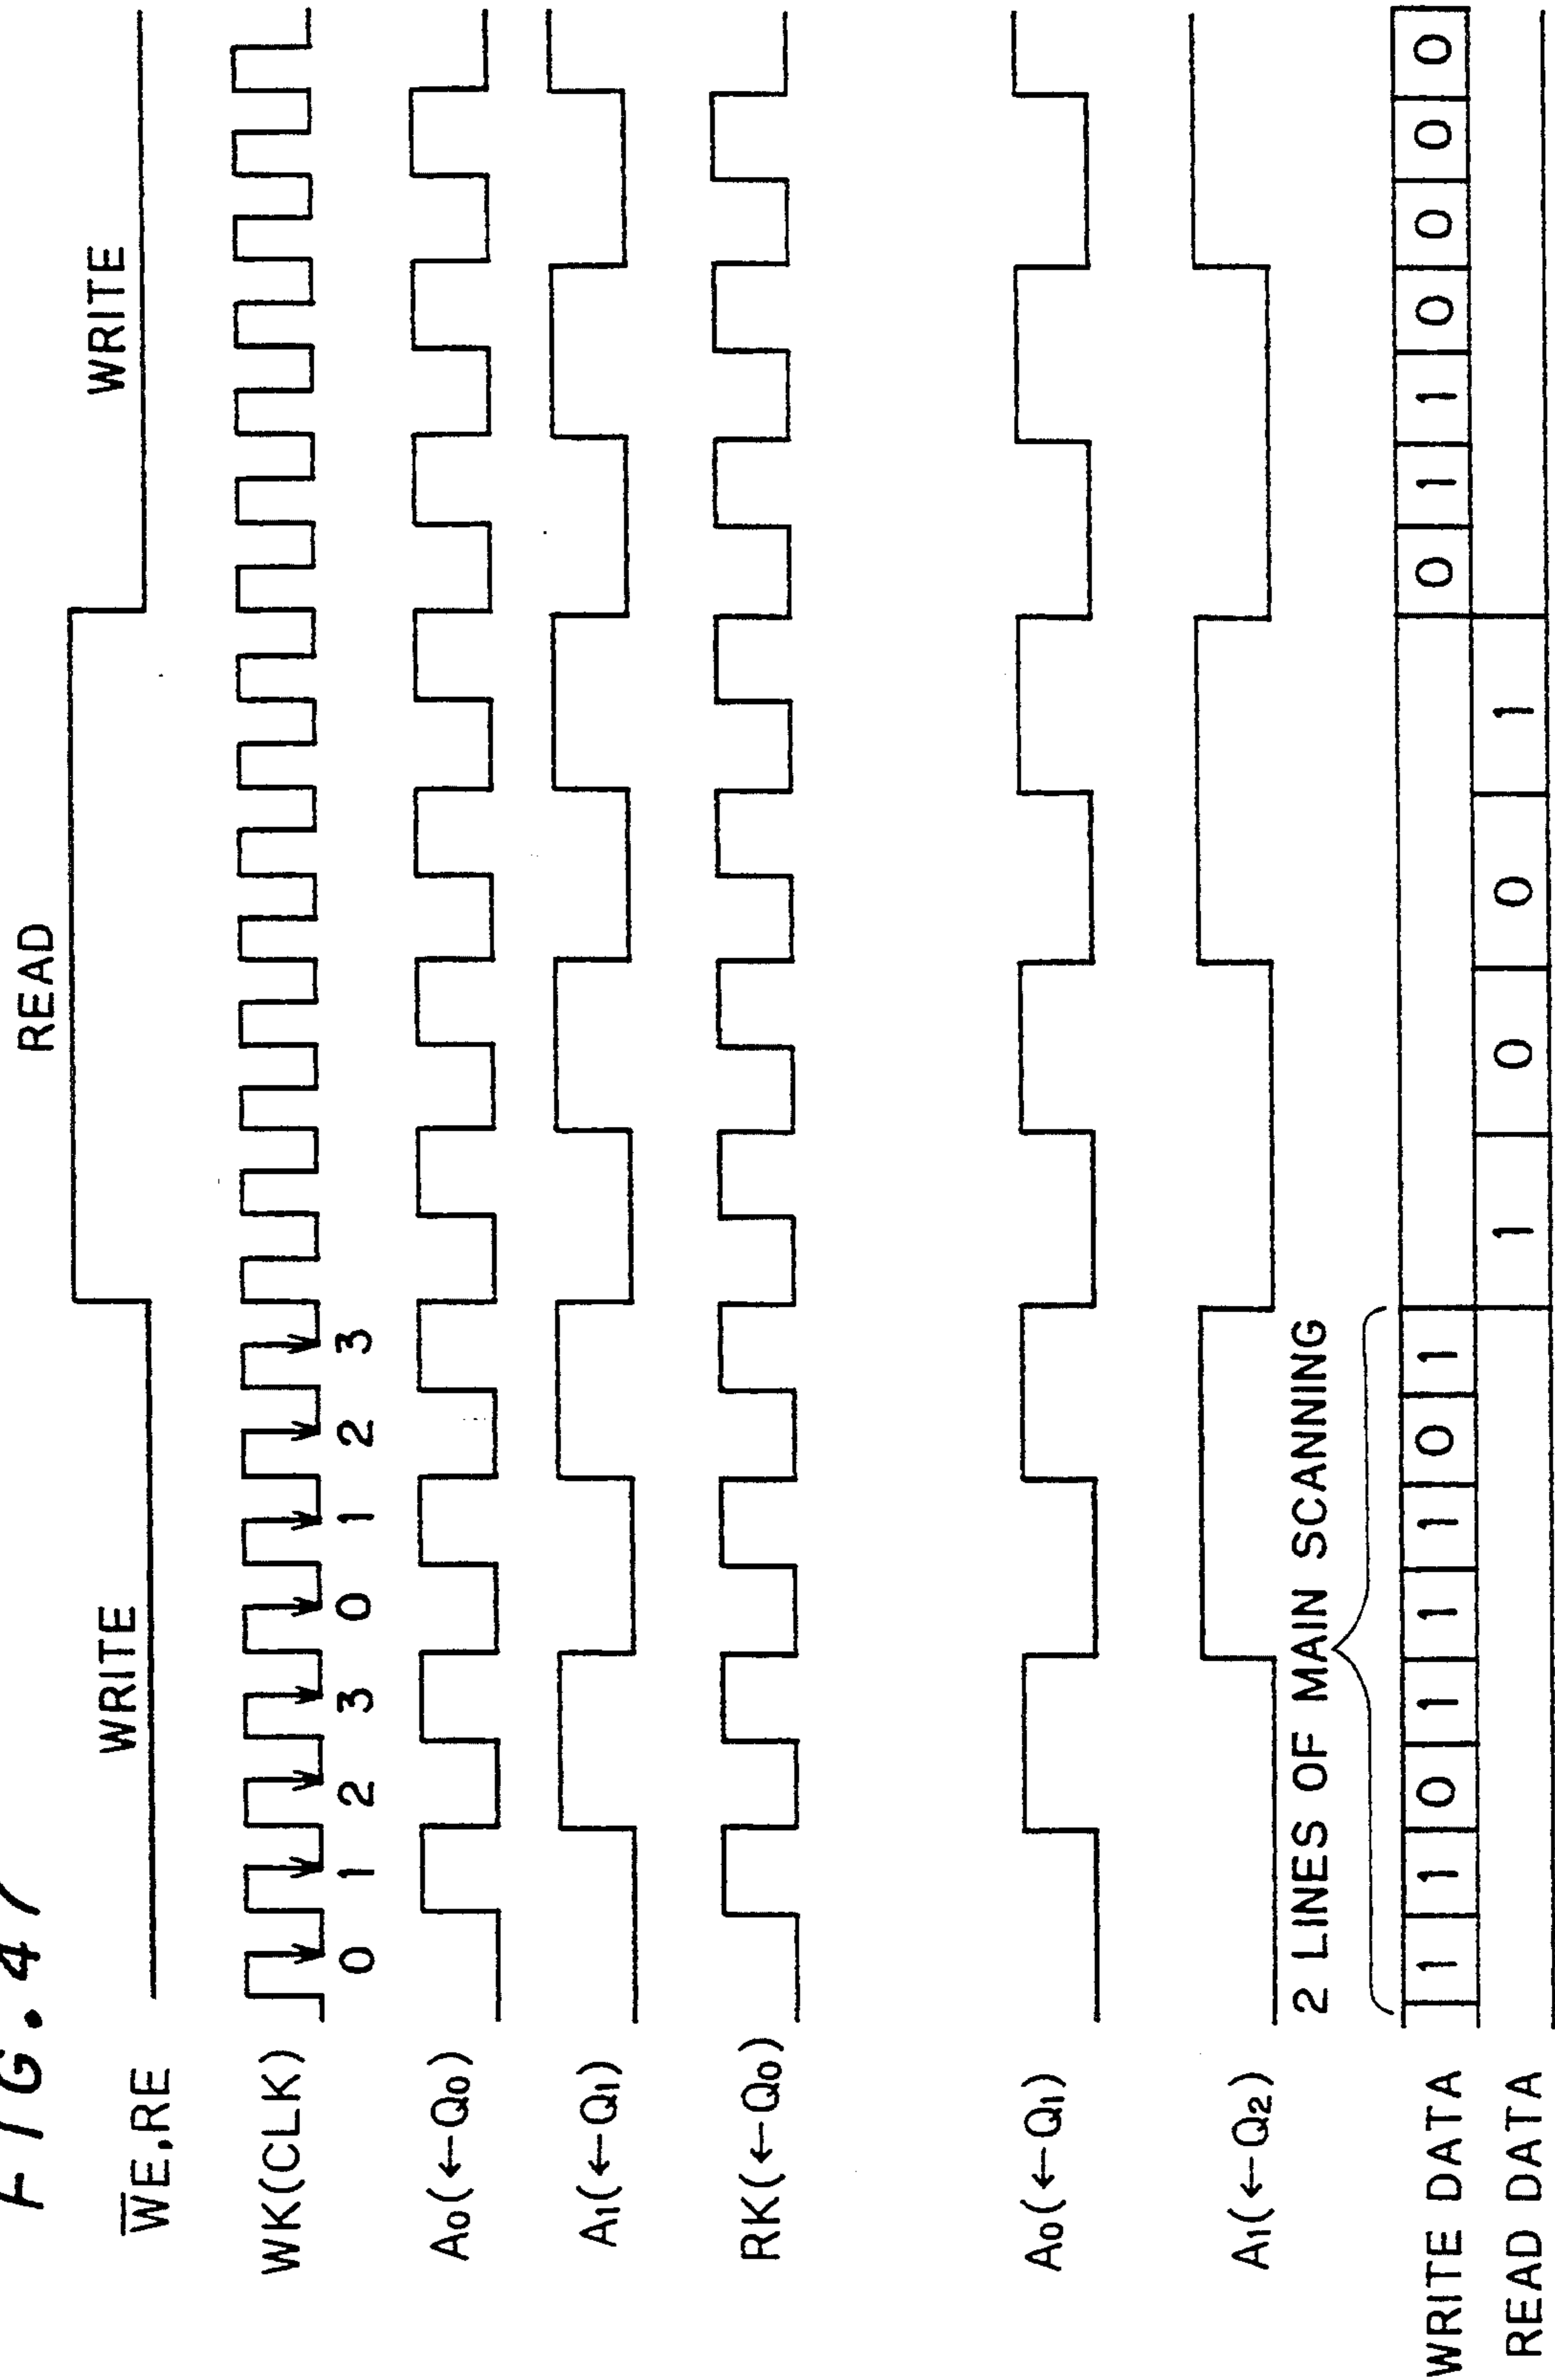 FIG. 47
READ
WRITE WRITE
W̅E,RE
WK(CLK)
0 1 2 3 0 1 2 3
A₀(←Q₀)
A₁(←Q₁)
RK(←Q₀)
A₀(←Q₁)
A₁(←Q₂)
2 LINES OF MAIN SCANNING
WRITE DATA 1 1 0 1 1 1 0 1 0 1 1 0 0 0 0
READ DATA 1 0 0 1